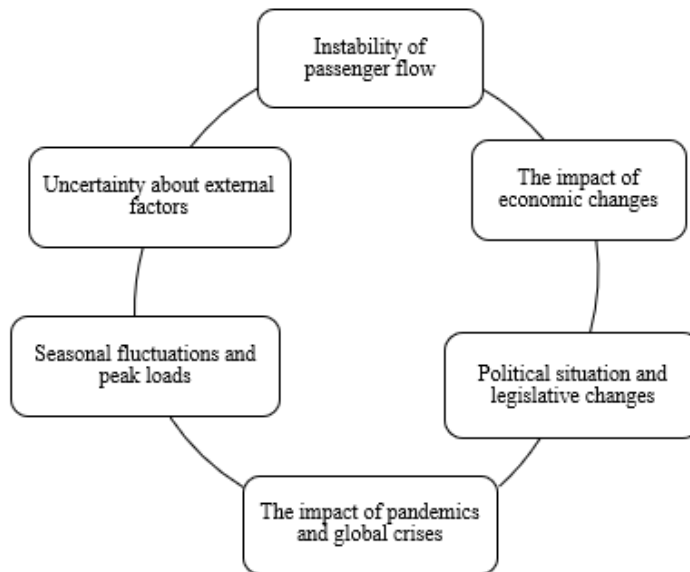 Instability of
passenger flow
The impact of
economic changes
Political situation and
legislative changes
The impact of pandemics
and global crises
Seasonal fluctuations and
peak loads
Uncertainty about external
factors